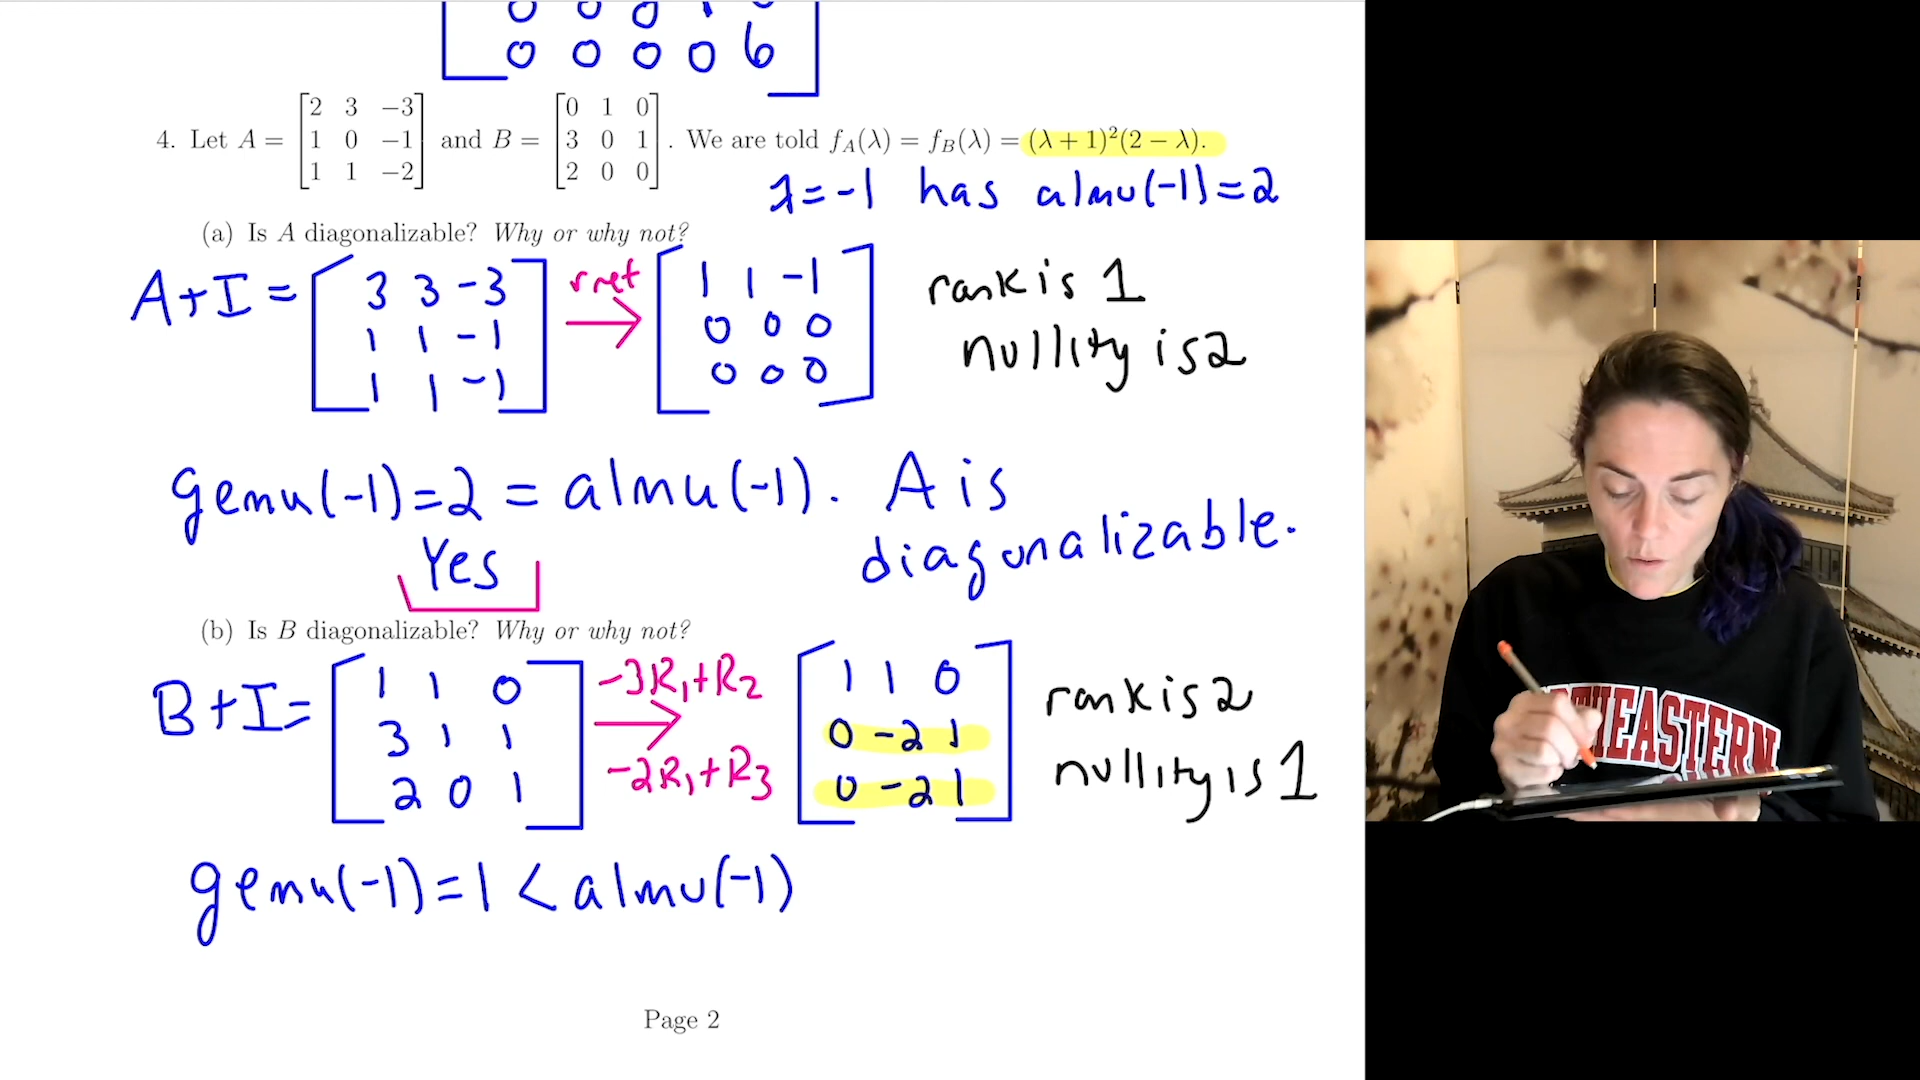 0 0 0 1
0 0 0 0 6
4. Let A = [2 3 −3; 1 0 −1; 1 1 −2] and B = [0 1 0; 3 0 1; 2 0 0]. We are told f_A(λ) = f_B(λ) = (λ + 1)²(2 − λ).
λ=-1 has almu(-1)=2
(a) Is A diagonalizable? Why or why not?
A+I = [3 3 -3; 1 1 -1; 1 1 -1] rref → [1 1 -1; 0 0 0; 0 0 0] rank is 1
nullity is 2
gemu(-1)=2 = almu(-1). A is
diagonalizable.
Yes
(b) Is B diagonalizable? Why or why not?
B+I= [1 1 0; 3 1 1; 2 0 1] -3R₁+R₂ → -2R₁+R₃ [1 1 0; 0 -2 1; 0 -2 1] rank is 2
nullity is 1
gemu(-1)=1 < almu(-1)
Page 2
THEASTERN